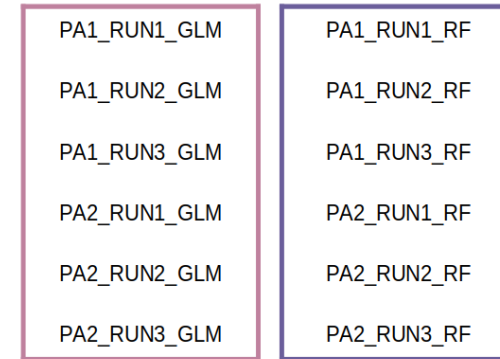 PA1_RUN1_GLM
PA1_RUN2_GLM
PA1_RUN3_GLM
PA2_RUN1_GLM
PA2_RUN2_GLM
PA2_RUN3_GLM
PA1_RUN1_RF
PA1_RUN2_RF
PA1_RUN3_RF
PA2_RUN1_RF
PA2_RUN2_RF
PA2_RUN3_RF